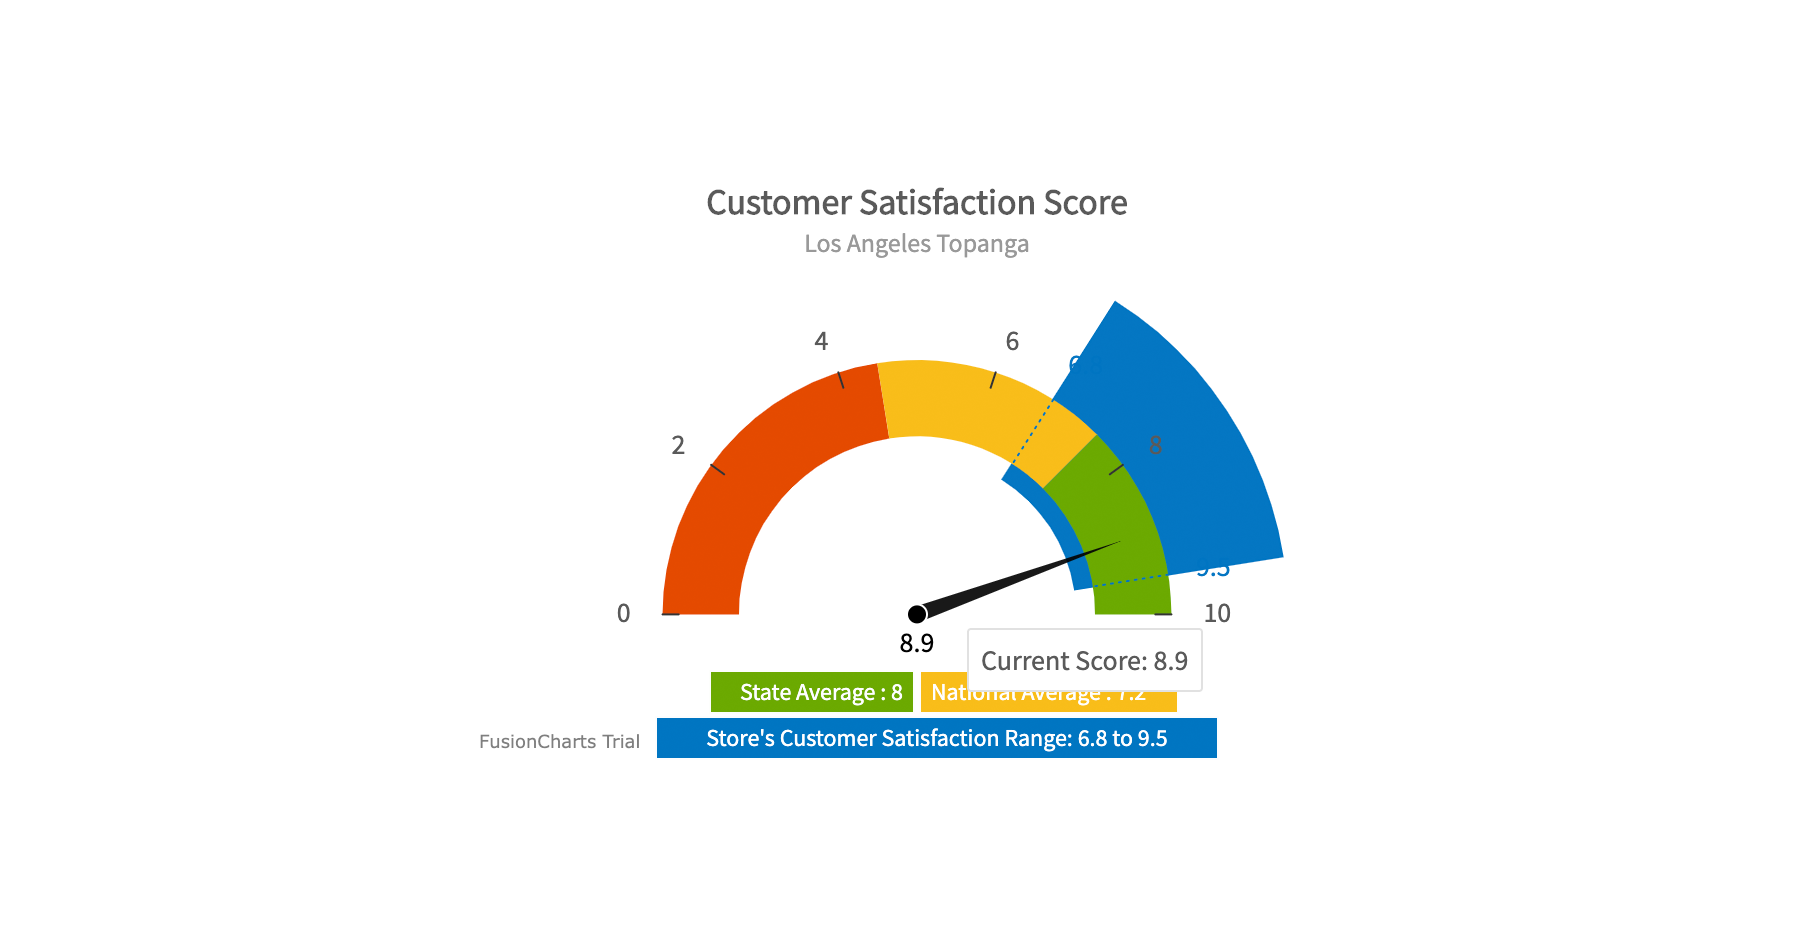 Customer Satisfaction Score
Los Angeles Topanga
4
6
6.8
2
8
9.5
0
10
8.9
Current Score: 8.9
State Average : 8
National Average : 7.2
FusionCharts Trial
Store's Customer Satisfaction Range: 6.8 to 9.5